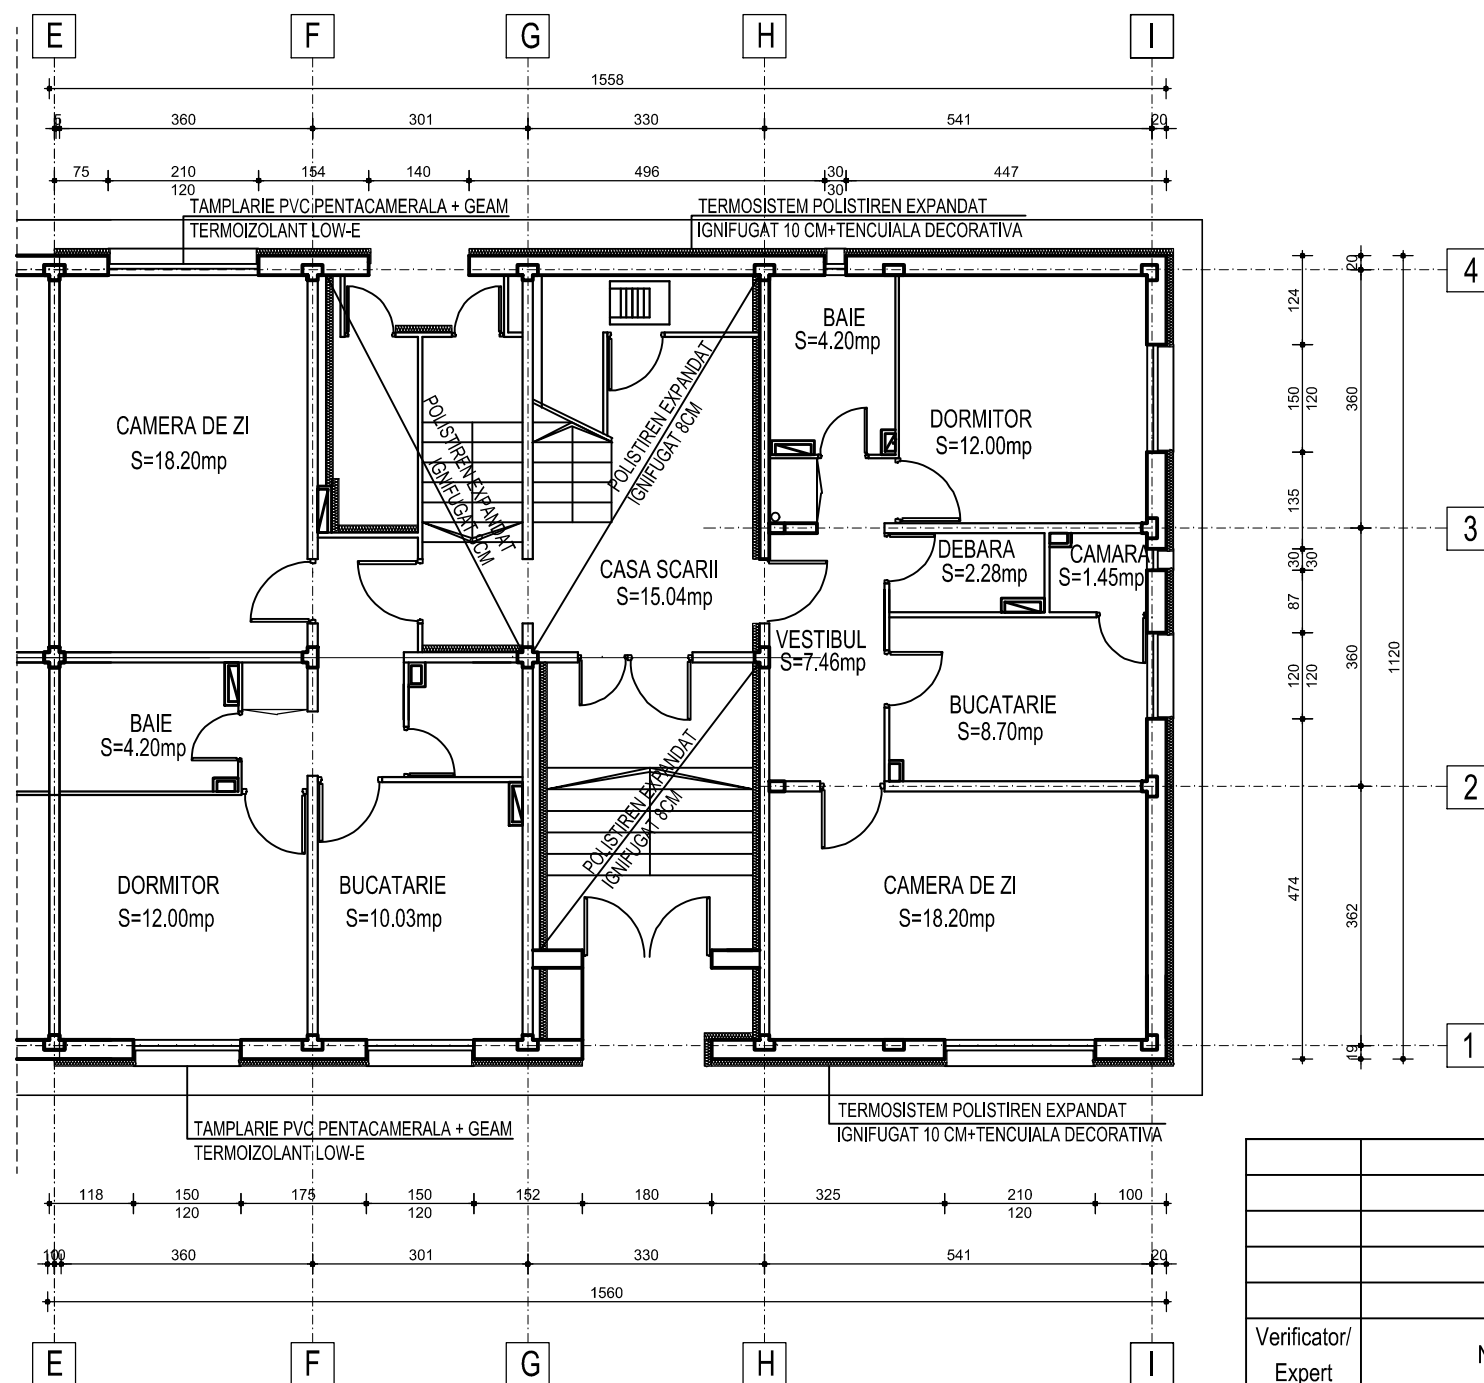 E F G H I
1558
5 360 301 330 541 20
75 210 154 140 496 30 447
120 30
TAMPLARIE PVC PENTACAMERALA + GEAM
TERMOIZOLANT LOW-E
TERMOSISTEM POLISTIREN EXPANDAT
IGNIFUGAT 10 CM+TENCUIALA DECORATIVA
4
3
2
1
20
124
150
120
360
135
30
30
87
120
120
360
1120
474
362
19
CAMERA DE ZI
S=18.20mp
POLISTIREN EXPANDAT
IGNIFUGAT 8CM
POLISTIREN EXPANDAT
IGNIFUGAT 8CM
BAIE
S=4.20mp
DORMITOR
S=12.00mp
CASA SCARII
S=15.04mp
DEBARA
S=2.28mp
CAMARA
S=1.45mp
VESTIBUL
S=7.46mp
BUCATARIE
S=8.70mp
BAIE
S=4.20mp
POLISTIREN EXPANDAT
IGNIFUGAT 8CM
DORMITOR
S=12.00mp
BUCATARIE
S=10.03mp
CAMERA DE ZI
S=18.20mp
TAMPLARIE PVC PENTACAMERALA + GEAM
TERMOIZOLANT LOW-E
TERMOSISTEM POLISTIREN EXPANDAT
IGNIFUGAT 10 CM+TENCUIALA DECORATIVA
118 150 175 150 152 180 325 210 100
120 120 120
360 301 330 541 20
1560
E F G H I
Verificator/
Expert
N